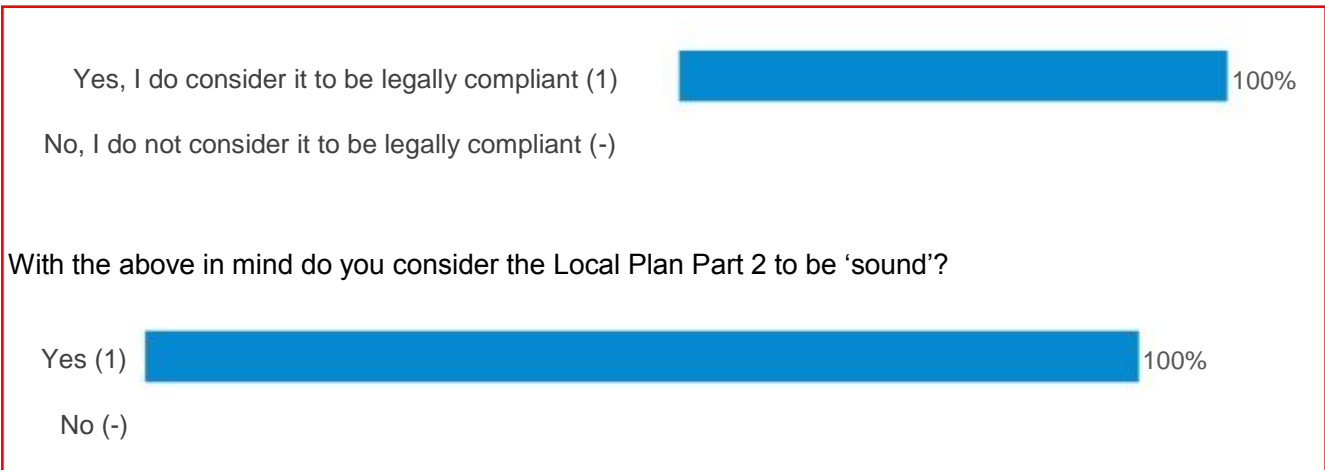 Yes, I do consider it to be legally compliant (1) 100%
No, I do not consider it to be legally compliant (-)
With the above in mind do you consider the Local Plan Part 2 to be ‘sound’?
Yes (1) 100%
No (-)